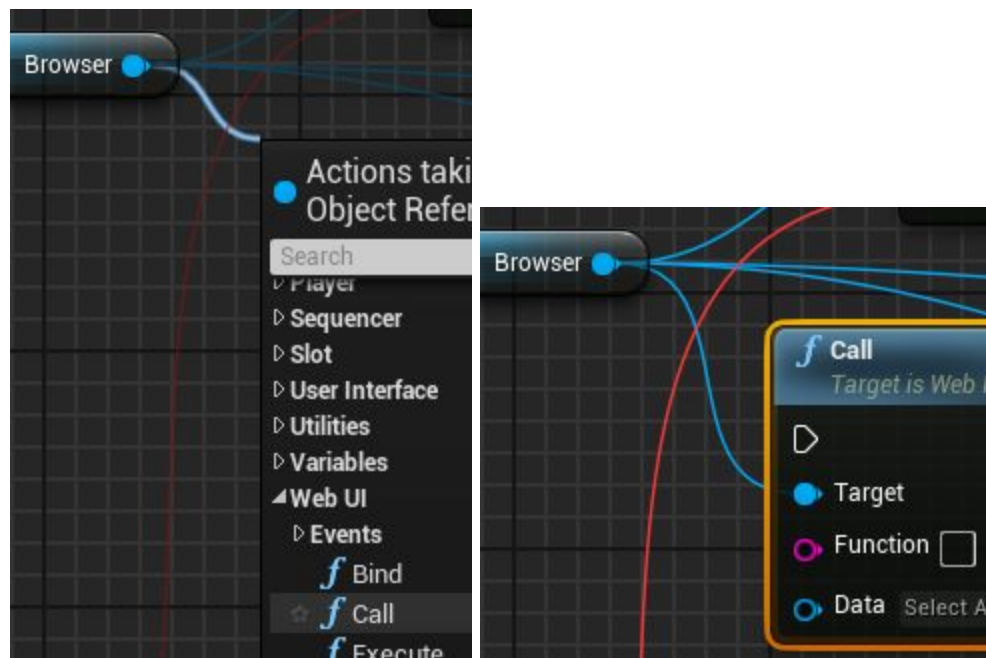 Browser
Actions taki
Object Refer
Search
Player
Sequencer
Slot
User Interface
Utilities
Variables
Web UI
Events
f Bind
f Call
f Execute
Browser
f Call
Target is Web
Function
Target
Data Select A